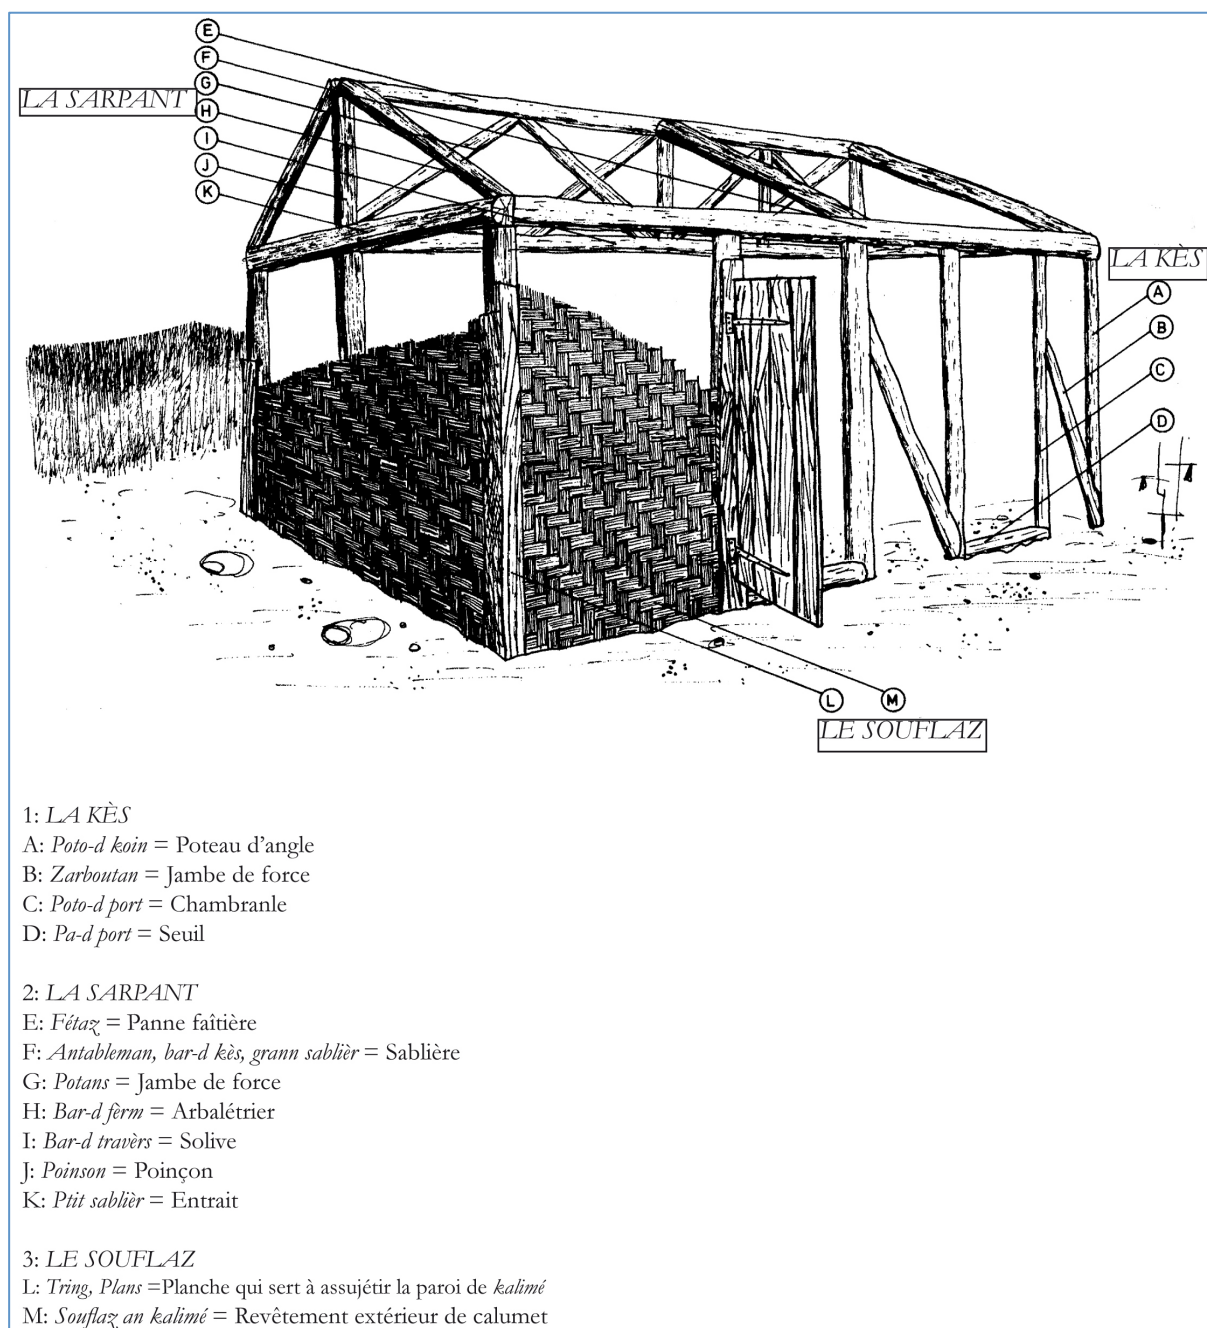 E
F
G
LA SARPANT
H
I
J
K
LA KÈS
A
B
C
D
L
M
LE SOUFLAZ
1: LA KÈS
A: Poto-d koin = Poteau d’angle
B: Zarboutan = Jambe de force
C: Poto-d port = Chambranle
D: Pa-d port = Seuil
2: LA SARPANT
E: Fétaz = Panne faîtière
F: Antableman, bar-d kès, grann sablièr = Sablière
G: Potans = Jambe de force
H: Bar-d fèrm = Arbalétrier
I: Bar-d travèrs = Solive
J: Poinson = Poinçon
K: Ptit sablièr = Entrait
3: LE SOUFLAZ
L: Tring, Plans =Planche qui sert à assujétir la paroi de kalimé
M: Souflaz an kalimé = Revêtement extérieur de calumet